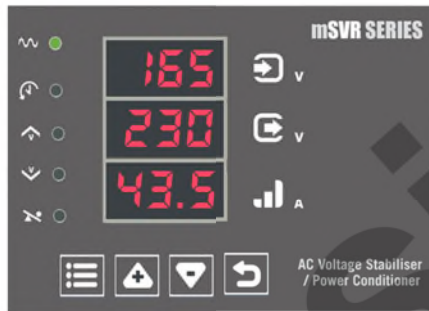 mSVR SERIES
165 V
230 V
43.5 A
AC Voltage Stabiliser
/ Power Conditioner